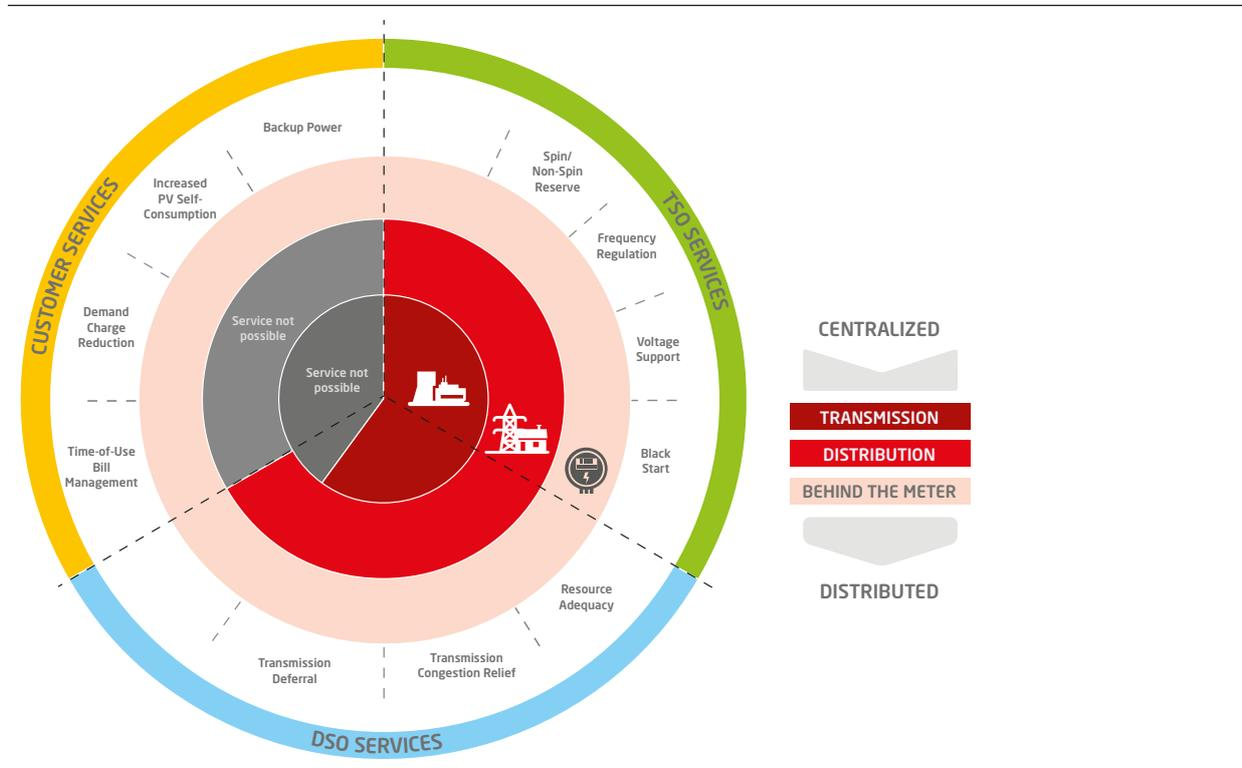 Backup Power
Increased
PV Self-
Consumption
Demand
Charge
Reduction
Time-of-Use
Bill
Management
CUSTOMER SERVICES
Spin/
Non-Spin
Reserve
Frequency
Regulation
Voltage
Support
Black
Start
TSO SERVICES
Service not
possible
Service not
possible
Resource
Adequacy
Transmission
Congestion Relief
Transmission
Deferral
DSO SERVICES
CENTRALIZED
TRANSMISSION
DISTRIBUTION
BEHIND THE METER
DISTRIBUTED